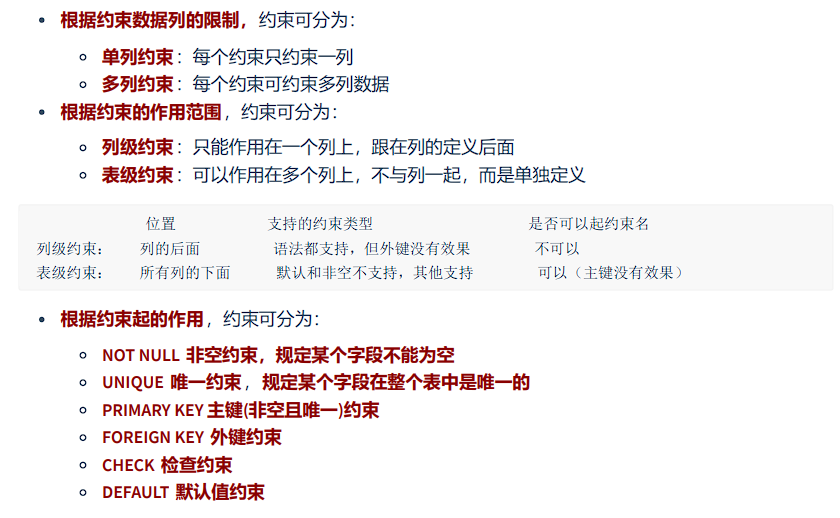 • 根据约束数据列的限制，约束可分为：
◦ 单列约束：每个约束只约束一列
◦ 多列约束：每个约束可约束多列数据
• 根据约束的作用范围，约束可分为：
◦ 列级约束：只能作用在一个列上，跟在列的定义后面
◦ 表级约束：可以作用在多个列上，不与列一起，而是单独定义
位置 支持的约束类型 是否可以起约束名
列级约束： 列的后面 语法都支持，但外键没有效果 不可以
表级约束： 所有列的下面 默认和非空不支持，其他支持 可以（主键没有效果）
• 根据约束起的作用，约束可分为：
◦ NOT NULL 非空约束，规定某个字段不能为空
◦ UNIQUE 唯一约束，规定某个字段在整个表中是唯一的
◦ PRIMARY KEY 主键(非空且唯一)约束
◦ FOREIGN KEY 外键约束
◦ CHECK 检查约束
◦ DEFAULT 默认值约束